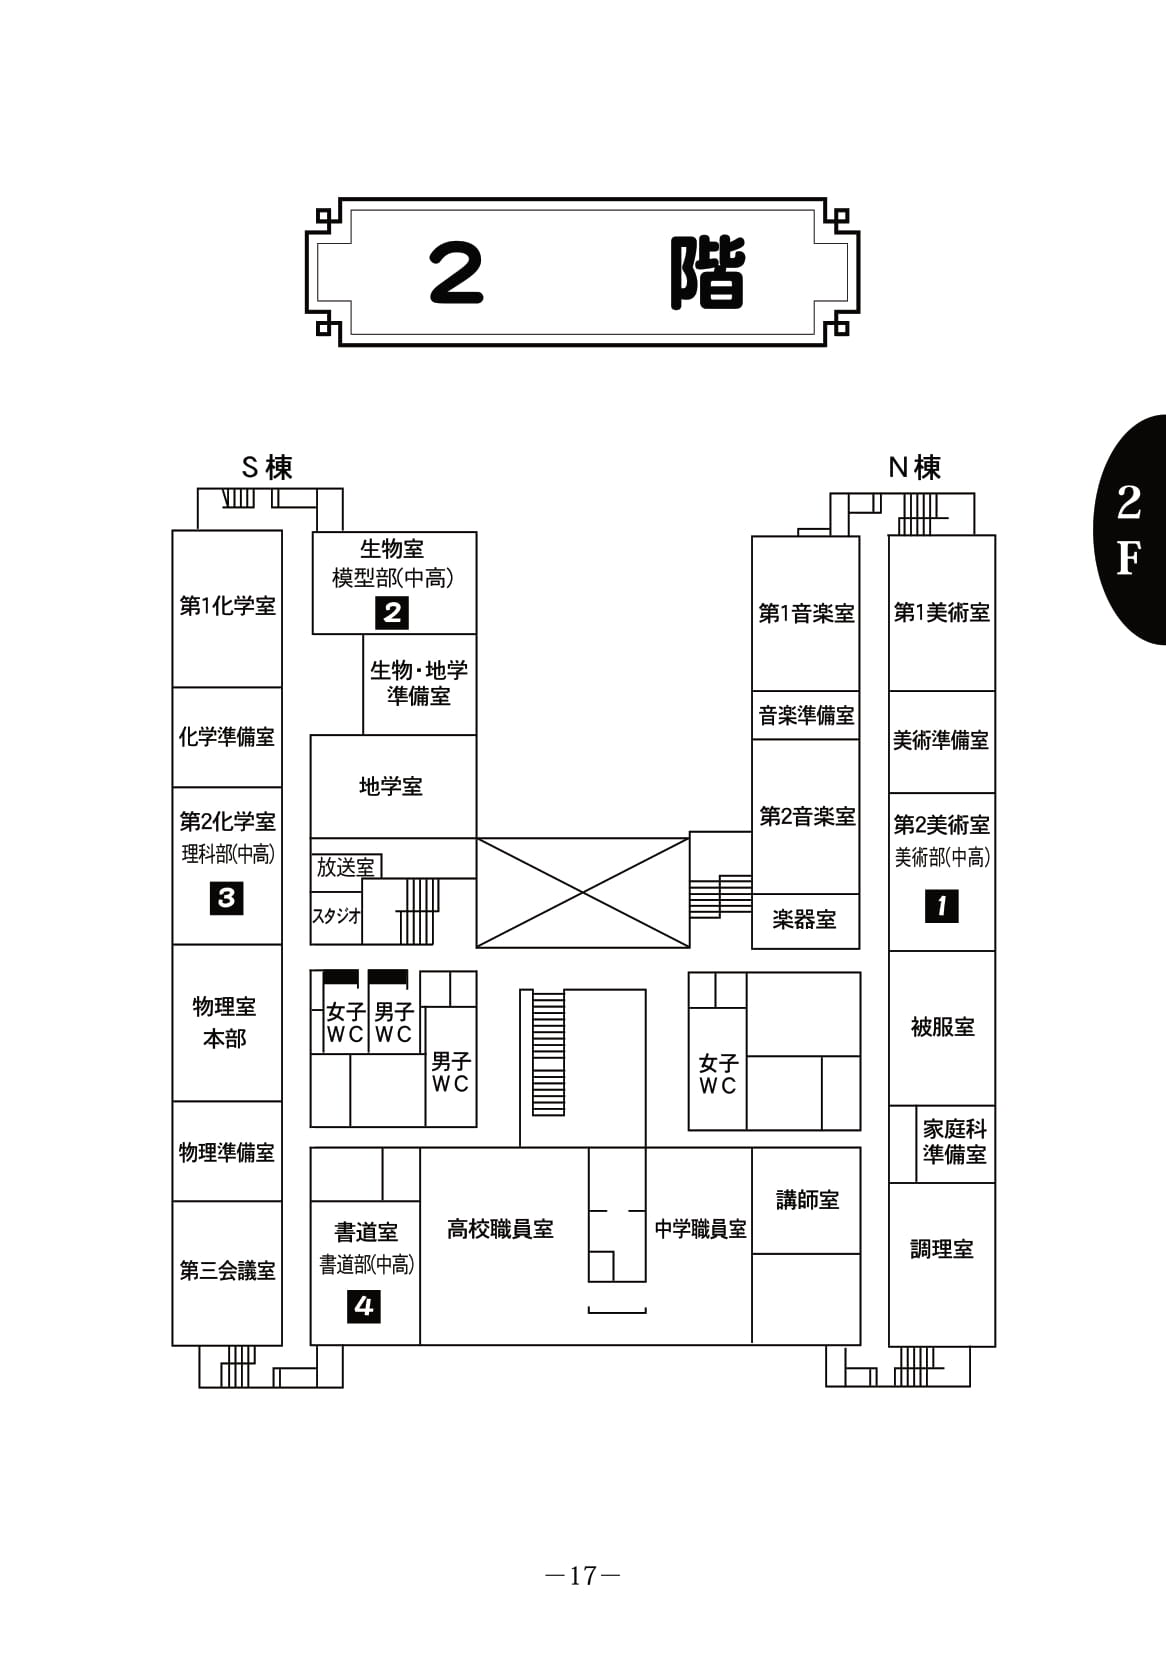 2 階
S棟
N棟
2F
第1化学室
化学準備室
第2化学室
理科部(中高)
3
物理室
本部
物理準備室
第三会議室
生物室
模型部(中高)
2
生物・地学
準備室
地学室
放送室
スタジオ
女子
WC
男子
WC
男子
WC
書道室
書道部(中高)
4
高校職員室
中学職員室
講師室
女子
WC
第1音楽室
音楽準備室
第2音楽室
楽器室
第1美術室
美術準備室
第2美術室
美術部(中高)
1
被服室
家庭科
準備室
調理室
—17—